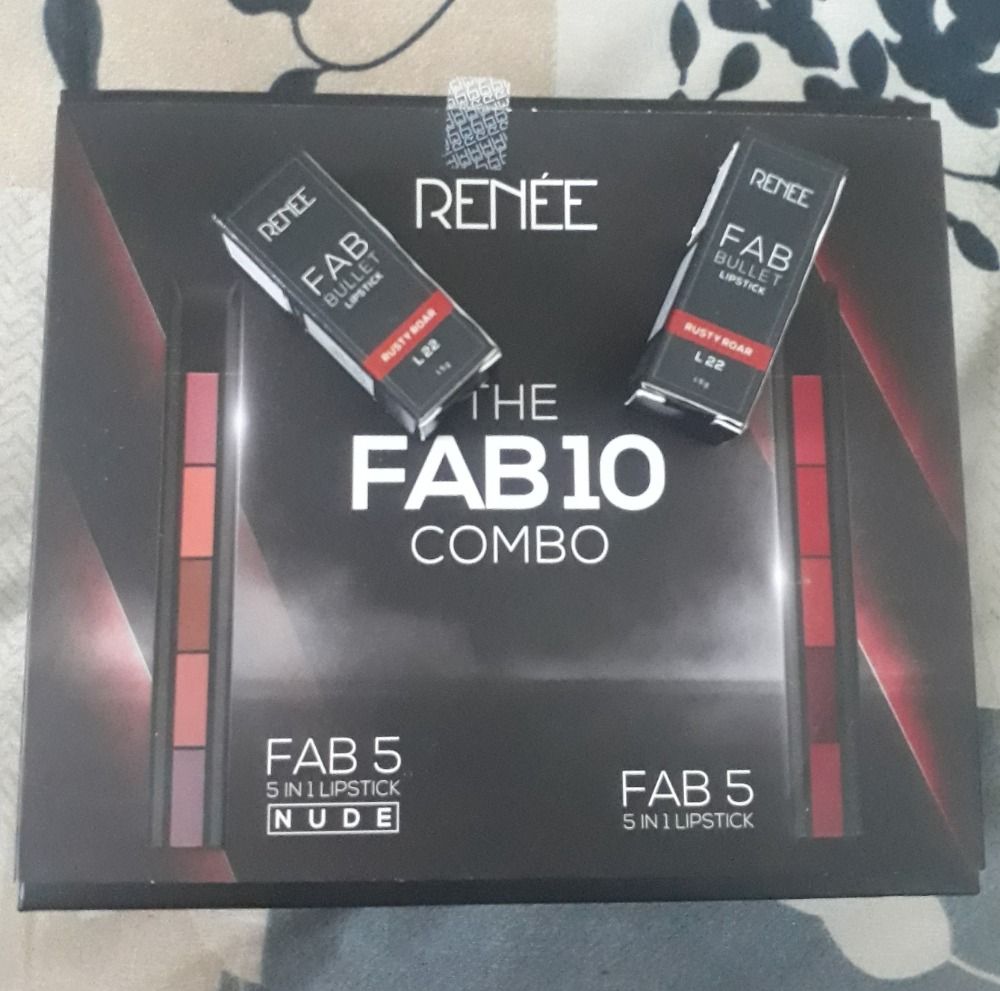 RENÉE
RENÉE
FAB
BULLET
LIPSTICK
RUSTY ROAR
L 22
RENÉE
FAB
BULLET
LIPSTICK
RUSTY ROAR
L 22
THE
FAB 10
COMBO
FAB 5
5 IN 1 LIPSTICK
NUDE
FAB 5
5 IN 1 LIPSTICK